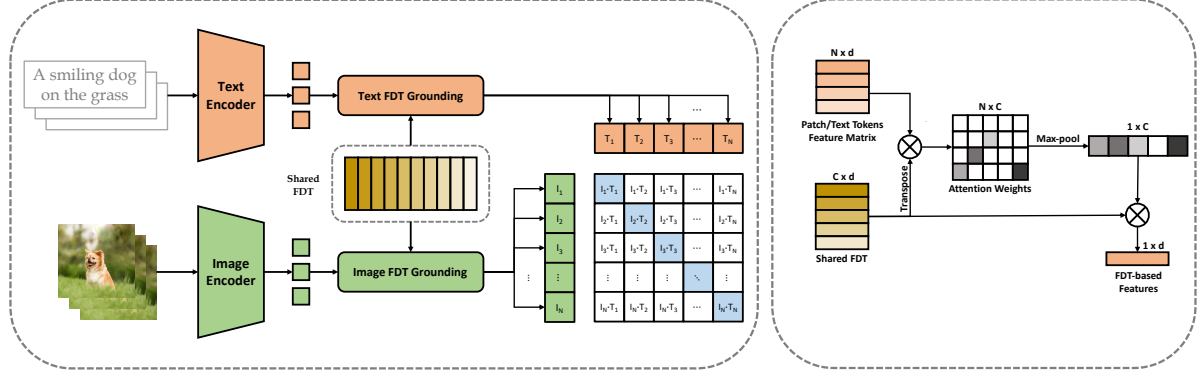 A smiling dog
on the grass
Text
Encoder
Text FDT Grounding
...
T1 T2 T3 ... TN
Shared
FDT
Image
Encoder
Image FDT Grounding
I1
I2
I3
⋮
IN
I1·T1 I1·T2 I1·T3 ... I1·TN
I2·T1 I2·T2 I2·T3 ... I2·TN
I3·T1 I3·T2 I3·T3 ... I3·TN
⋮ ⋮ ⋮ ⋱ ⋮
IN·T1 IN·T2 IN·T3 ... IN·TN
N x d
Patch/Text Tokens
Feature Matrix
C x d
Shared FDT
Transpose
N x C
Attention Weights
Max-pool
1 x C
1 x d
FDT-based
Features